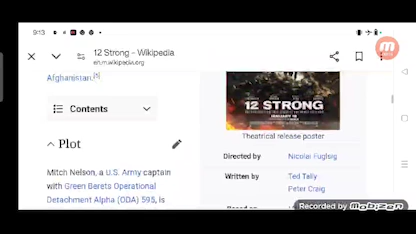 9:13
12 Strong - Wikipedia
en.m.wikipedia.org
Afghanistan.[5]
Contents
Plot
Mitch Nelson, a U.S. Army captain
with Green Berets Operational
Detachment Alpha (ODA) 595, is
12 STRONG
Theatrical release poster
Directed by Nicolai Fuglsig
Written by Ted Tally
Peter Craig
Recorded by Mobizen